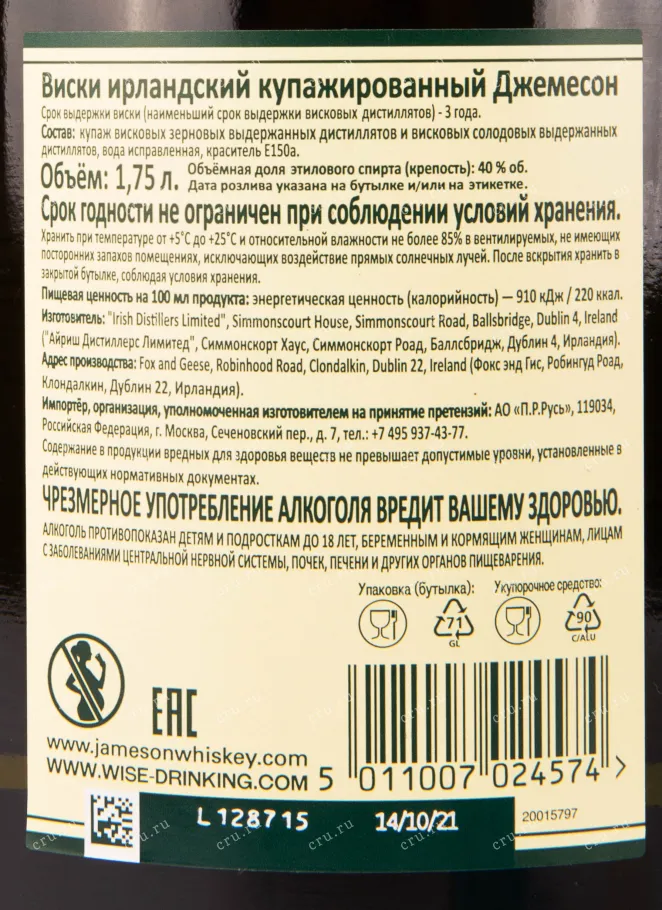 Виски ирландский купажированный Джемесон
Срок выдержки виски (наименьший срок выдержки висковых дистиллятов) - 3 года.
Состав: купаж висковых зерновых выдержанных дистиллятов и висковых солодовых выдержанных
дистиллятов, вода исправленная, краситель Е150а.
Объём: 1,75 л. Объёмная доля этилового спирта (крепость): 40 % об.
Дата розлива указана на бутылке и/или на этикетке.
Срок годности не ограничен при соблюдении условий хранения.
Хранить при температуре от +5°С до +25°С и относительной влажности не более 85% в вентилируемых, не имеющих
посторонних запахов помещениях, исключающих воздействие прямых солнечных лучей. После вскрытия хранить в
закрытой бутылке, соблюдая условия хранения.
Пищевая ценность на 100 мл продукта: энергетическая ценность (калорийность) — 910 кДж / 220 ккал.
Изготовитель: "Irish Distillers Limited", Simmonscourt House, Simmonscourt Road, Ballsbridge, Dublin 4, Ireland
("Айриш Дистиллерс Лимитед", Симмонскорт Хаус, Симмонскорт Роад, Баллсбридж, Дублин 4, Ирландия).
Адрес производства: Fox and Geese, Robinhood Road, Clondalkin, Dublin 22, Ireland (Фокс энд Гис, Робингуд Роад,
Клондалкин, Дублин 22, Ирландия).
Импортёр, организация, уполномоченная изготовителем на принятие претензий: АО «П.Р.Русь», 119034,
Российская Федерация, г. Москва, Сеченовский пер., д. 7, тел.: +7 495 937-43-77.
Содержание в продукции вредных для здоровья веществ не превышает допустимые уровни, установленные в
действующих нормативных документах.
ЧРЕЗМЕРНОЕ УПОТРЕБЛЕНИЕ АЛКОГОЛЯ ВРЕДИТ ВАШЕМУ ЗДОРОВЬЮ.
АЛКОГОЛЬ ПРОТИВОПОКАЗАН ДЕТЯМ И ПОДРОСТКАМ ДО 18 ЛЕТ, БЕРЕМЕННЫМ И КОРМЯЩИМ ЖЕНЩИНАМ, ЛИЦАМ
С ЗАБОЛЕВАНИЯМИ ЦЕНТРАЛЬНОЙ НЕРВНОЙ СИСТЕМЫ, ПОЧЕК, ПЕЧЕНИ И ДРУГИХ ОРГАНОВ ПИЩЕВАРЕНИЯ.
Упаковка (бутылка): Укупорочное средство:
71 90
GL C/ALU
EAC
www.jamesonwhiskey.com
WWW.WISE-DRINKING.COM
5 011007 024574 >
L 128715 14/10/21 20015797
cru.ru